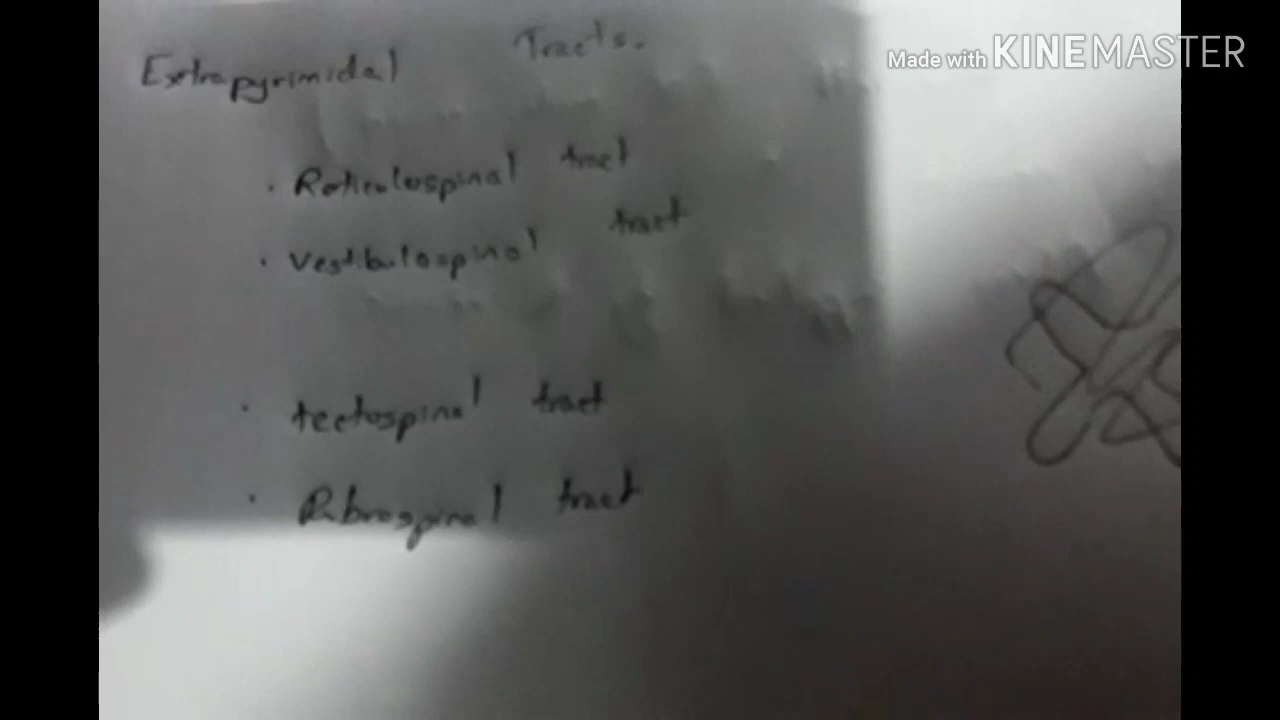 Made with KINEMASTER
Extrapyrimidal Tracts.
• Reticulospinal tract
• Vestibulospinal tract
• tectospinal tract
• Rubrospinal tract